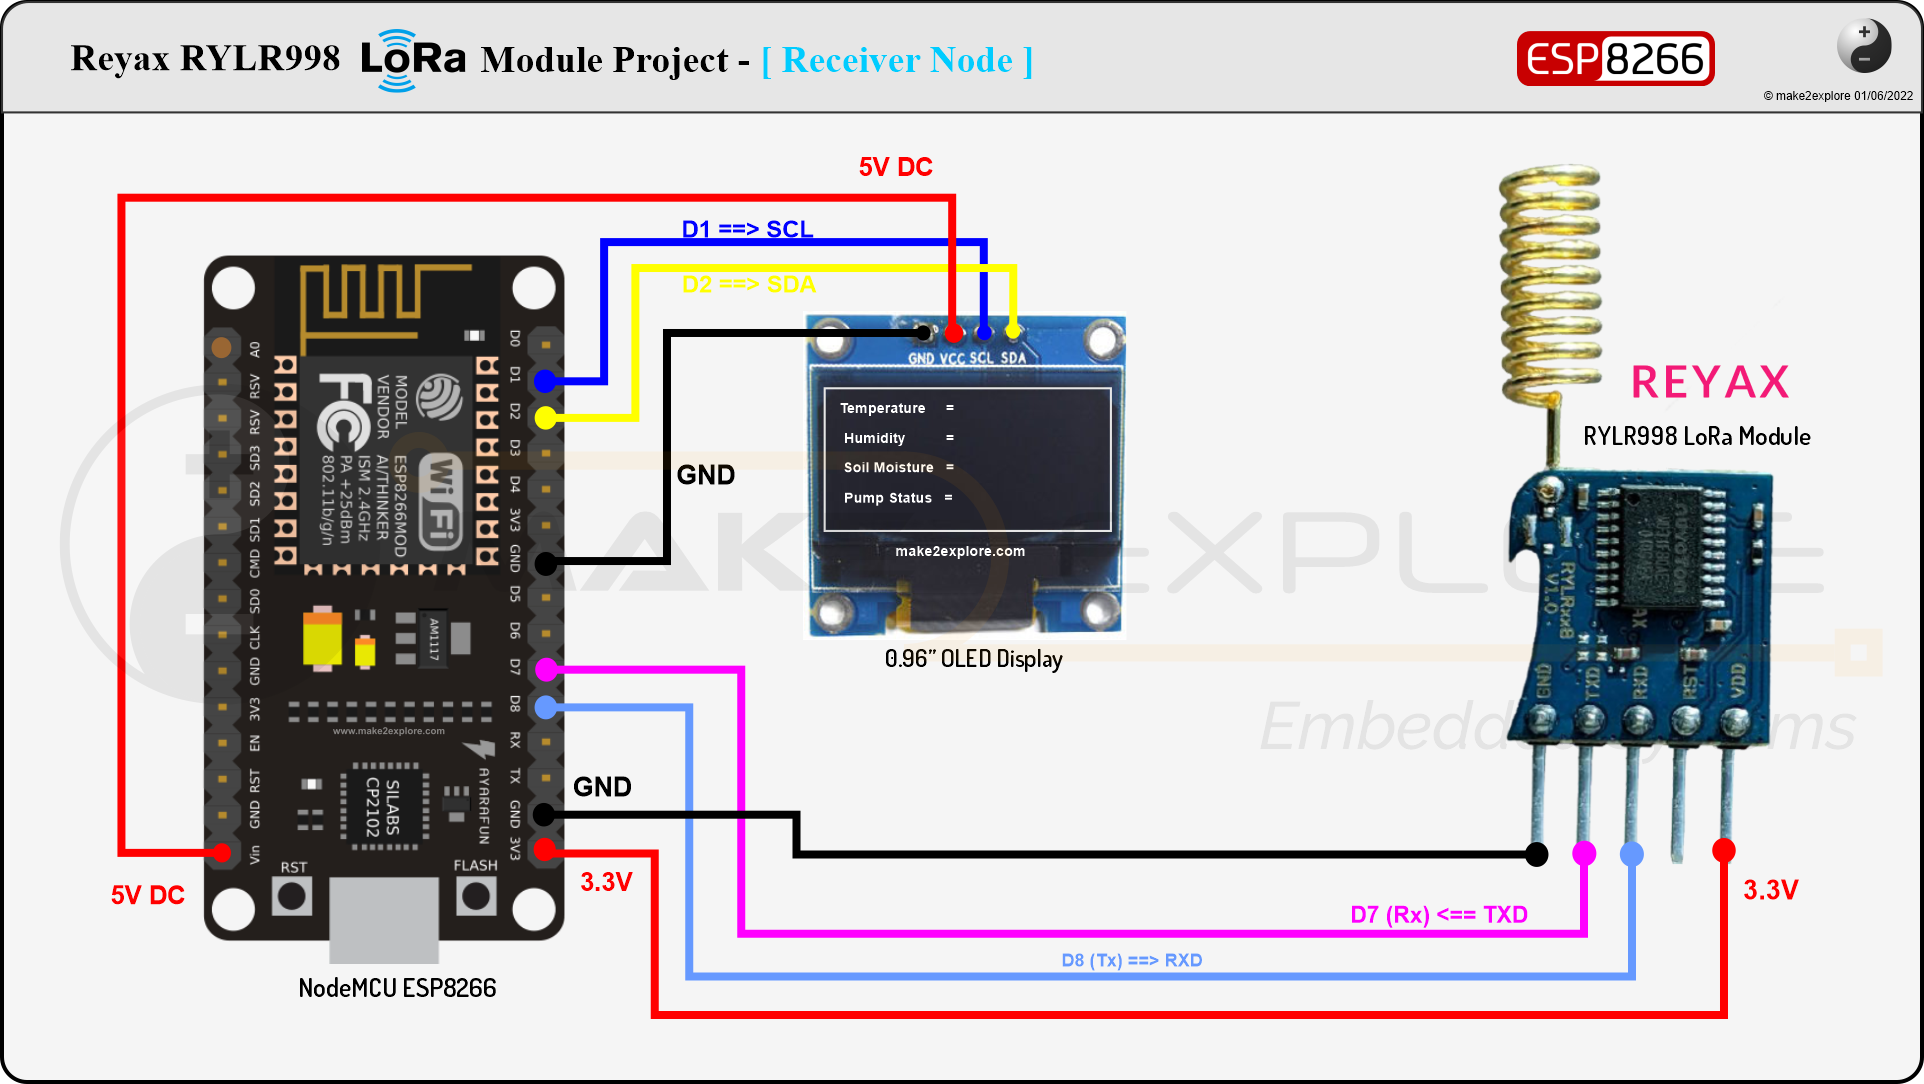 Reyax RYLR998 LoRa Module Project - [ Receiver Node ]
ESP8266
© make2explore 01/06/2022
5V DC
D1 ==> SCL
D2 ==> SDA
GND VCC SCL SDA
Temperature =
Humidity =
Soil Moisture =
Pump Status =
make2explore.com
0.96” OLED Display
GND
REYAX
RYLR998 LoRa Module
RYLRxxB
V1.0
GND
TXD
RXD
RST
VDD
A0
RSV
RSV
SD3
SD2
SD1
CMD
SD0
CLK
GND
3V3
EN
RST
GND
Vin
D0
D1
D2
D3
D4
3V3
GND
D5
D6
D7
D8
RX
TX
GND
3V3
MODEL ESP8266MOD
VENDOR AI/THINKER
ISM 2.4GHz
PA +25dBm
802.11b/g/n
FC
WiFi
AM1117
www.make2explore.com
SILABS
CP2102
AYARAFUN
RST
FLASH
NodeMCU ESP8266
5V DC
GND
3.3V
3.3V
D7 (Rx) <== TXD
D8 (Tx) ==> RXD
MAKE2EXPLORE
Embedded Systems